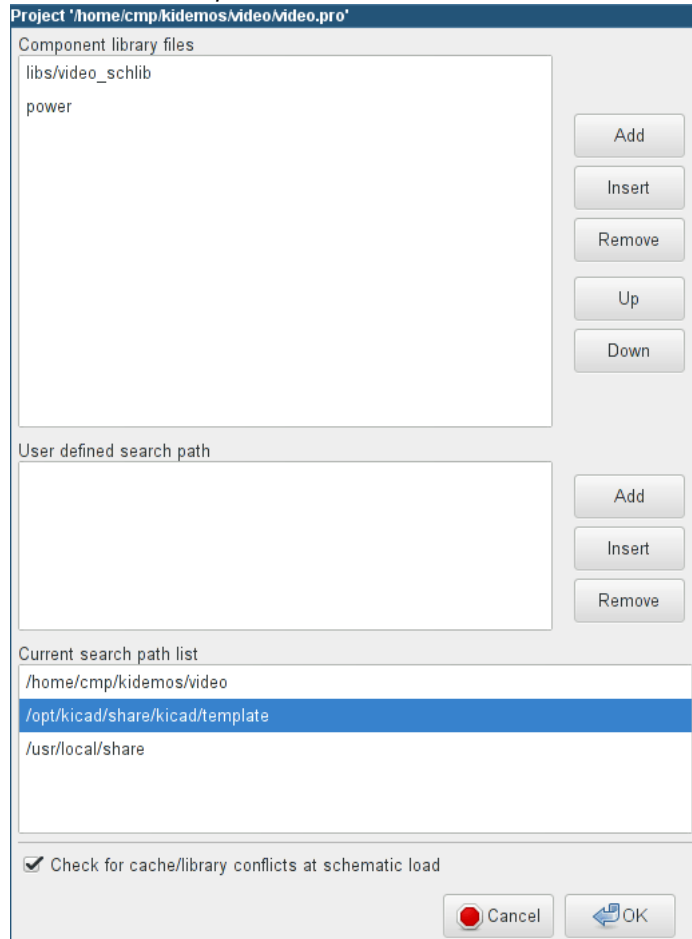 Project '/home/cmp/kidemos/video/video.pro'
Component library files
libs/video_schlib
power
Add
Insert
Remove
Up
Down
User defined search path
Add
Insert
Remove
Current search path list
/home/cmp/kidemos/video
/opt/kicad/share/kicad/template
/usr/local/share
Check for cache/library conflicts at schematic load
Cancel
OK